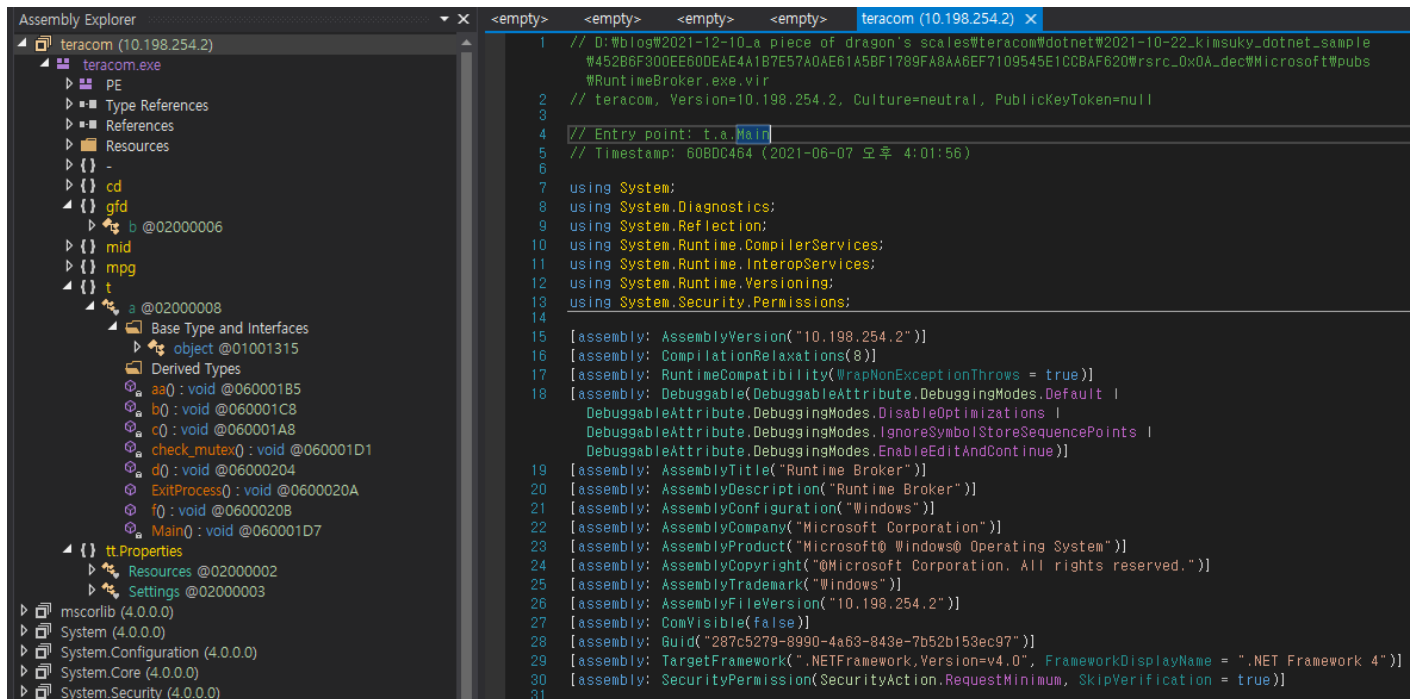 Assembly Explorer
teracom (10.198.254.2)
teracom.exe
PE
Type References
References
Resources
{ } -
{ } cd
{ } gfd
b @02000006
{ } mid
{ } mpg
{ } t
a @02000008
Base Type and Interfaces
object @01001315
Derived Types
aa() : void @060001B5
b() : void @060001C8
c() : void @060001A8
check_mutex() : void @060001D1
d() : void @06000204
ExitProcess() : void @0600020A
f() : void @0600020B
Main() : void @060001D7
{ } tt.Properties
Resources @02000002
Settings @02000003
mscorlib (4.0.0.0)
System (4.0.0.0)
System.Configuration (4.0.0.0)
System.Core (4.0.0.0)
System.Security (4.0.0.0)
<empty> <empty> <empty> <empty> teracom (10.198.254.2)
1 // D:₩blog₩2021-12-10_a piece of dragon's scales₩teracom₩dotnet₩2021-10-22_kimsuky_dotnet_sample
₩452B6F300EE60DEAE4A1B7E57A0AE61A5BF1789FA8AA6EF7109545E1CCBAF620₩rsrc_0x0A_dec₩Microsoft₩pubs
₩RuntimeBroker.exe.vir
2 // teracom, Version=10.198.254.2, Culture=neutral, PublicKeyToken=null
3
4 // Entry point: t.a.Main
5 // Timestamp: 60BDC464 (2021-06-07 오후 4:01:56)
6
7 using System;
8 using System.Diagnostics;
9 using System.Reflection;
10 using System.Runtime.CompilerServices;
11 using System.Runtime.InteropServices;
12 using System.Runtime.Versioning;
13 using System.Security.Permissions;
14
15 [assembly: AssemblyVersion("10.198.254.2")]
16 [assembly: CompilationRelaxations(8)]
17 [assembly: RuntimeCompatibility(WrapNonExceptionThrows = true)]
18 [assembly: Debuggable(DebuggableAttribute.DebuggingModes.Default |
DebuggableAttribute.DebuggingModes.DisableOptimizations |
DebuggableAttribute.DebuggingModes.IgnoreSymbolStoreSequencePoints |
DebuggableAttribute.DebuggingModes.EnableEditAndContinue)]
19 [assembly: AssemblyTitle("Runtime Broker")]
20 [assembly: AssemblyDescription("Runtime Broker")]
21 [assembly: AssemblyConfiguration("Windows")]
22 [assembly: AssemblyCompany("Microsoft Corporation")]
23 [assembly: AssemblyProduct("Microsoft® Windows® Operating System")]
24 [assembly: AssemblyCopyright("©Microsoft Corporation. All rights reserved.")]
25 [assembly: AssemblyTrademark("Windows")]
26 [assembly: AssemblyFileVersion("10.198.254.2")]
27 [assembly: ComVisible(false)]
28 [assembly: Guid("287c5279-8990-4a63-843e-7b52b153ec97")]
29 [assembly: TargetFramework(".NETFramework,Version=v4.0", FrameworkDisplayName = ".NET Framework 4")]
30 [assembly: SecurityPermission(SecurityAction.RequestMinimum, SkipVerification = true)]
31